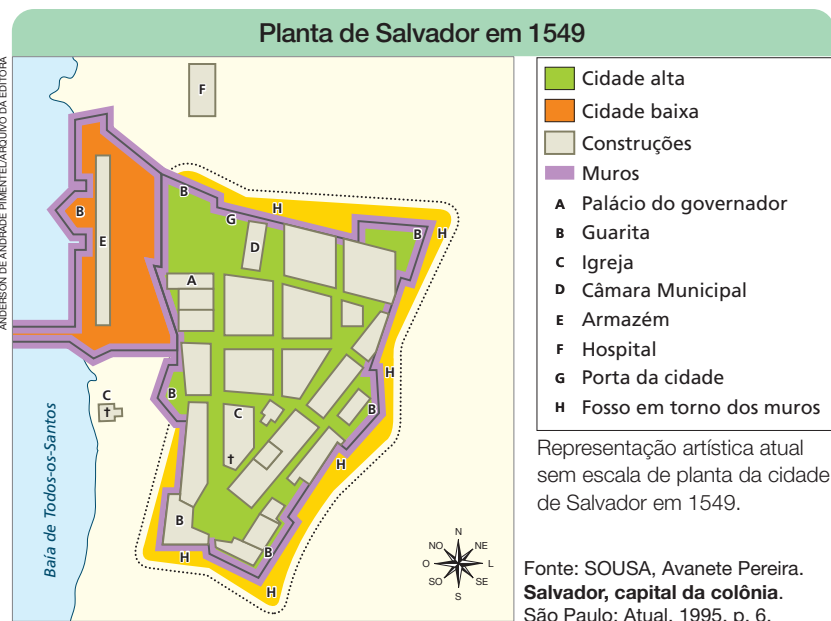 Planta de Salvador em 1549
ANDERSON DE ANDRADE PIMENTEL/ARQUIVO DA EDITORA
F
B
H
G
B
H
B
D
E
A
H
B
C
C
B
H
B
B
H
H
Baía de Todos-os-Santos
N
NO
NE
O
L
SO
SE
S
Cidade alta
Cidade baixa
Construções
Muros
A Palácio do governador
B Guarita
C Igreja
D Câmara Municipal
E Armazém
F Hospital
G Porta da cidade
H Fosso em torno dos muros
Representação artística atual
sem escala de planta da cidade
de Salvador em 1549.
Fonte: SOUSA, Avanete Pereira.
Salvador, capital da colônia.
São Paulo: Atual, 1995. p. 6.